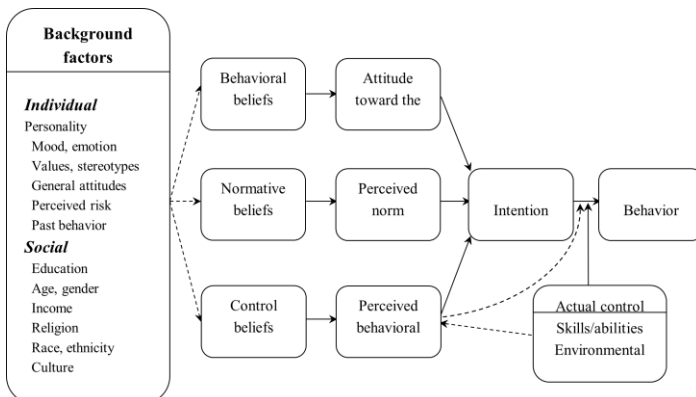 Background
factors
Individual
Personality
Mood, emotion
Values, stereotypes
General attitudes
Perceived risk
Past behavior
Social
Education
Age, gender
Income
Religion
Race, ethnicity
Culture
Behavioral
beliefs
Attitude
toward the
Normative
beliefs
Perceived
norm
Control
beliefs
Perceived
behavioral
Intention
Behavior
Actual control
Skills/abilities
Environmental